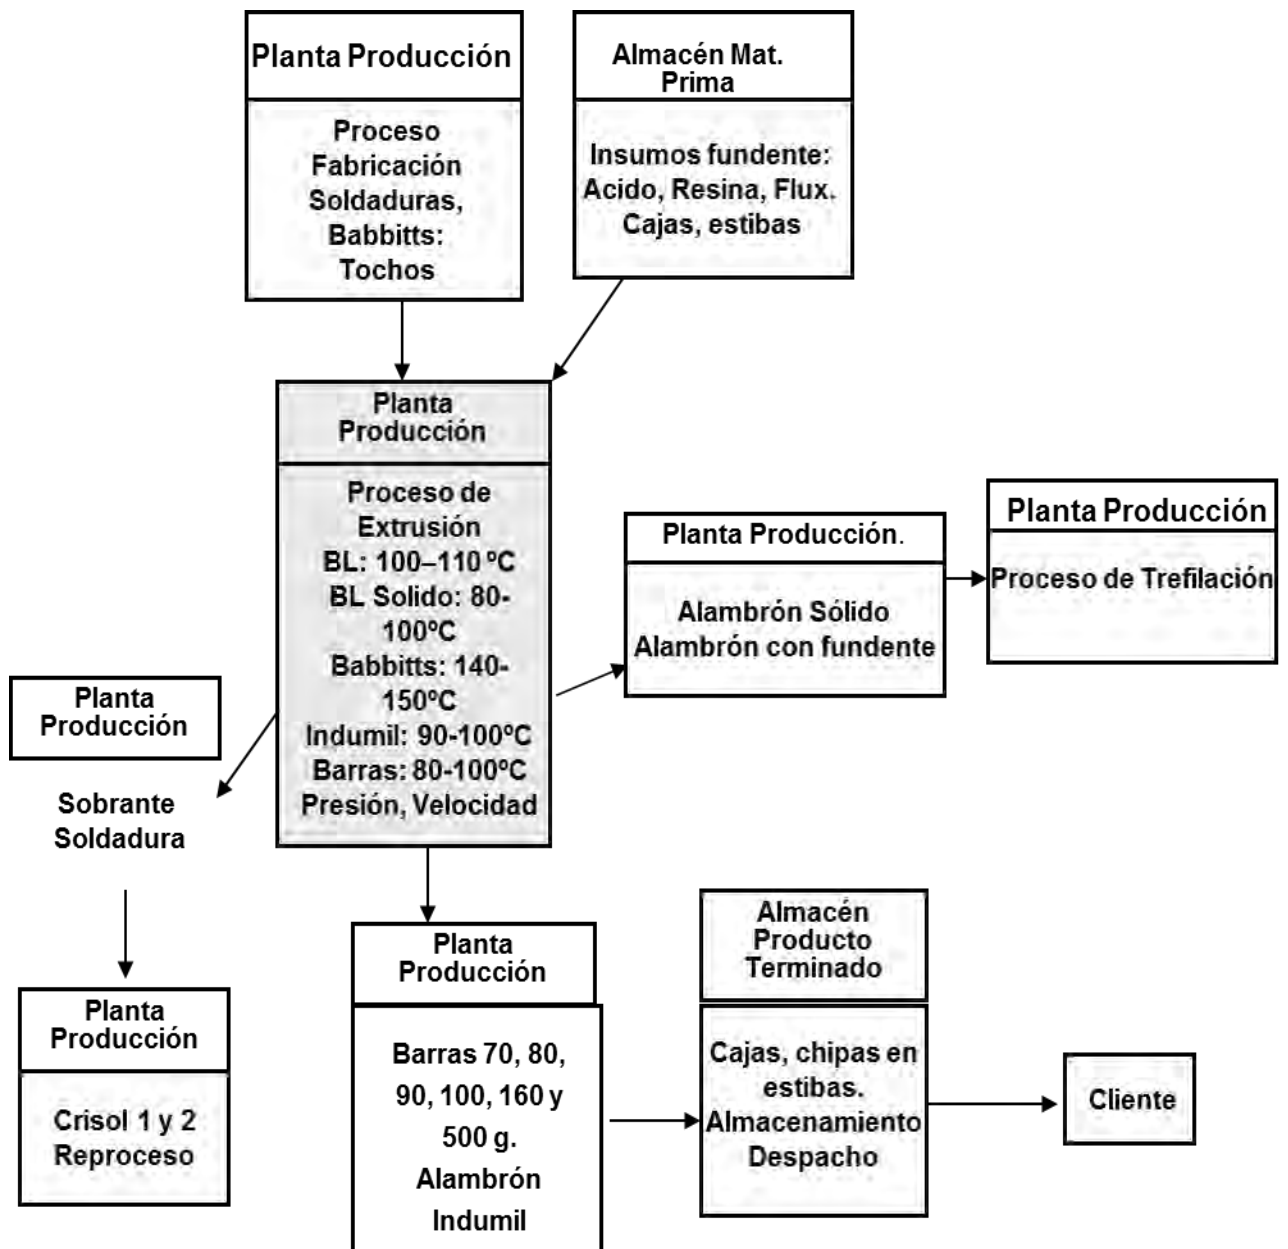 Planta Producción
Proceso
Fabricación
Soldaduras,
Babbitts:
Tochos
Almacén Mat.
Prima
Insumos fundente:
Acido, Resina, Flux.
Cajas, estibas
Planta
Producción
Proceso de
Extrusión
BL: 100–110 ºC
BL Solido: 80-
100ºC
Babbitts: 140-
150ºC
Indumil: 90-100ºC
Barras: 80-100ºC
Presión, Velocidad
Planta Producción.
Alambrón Sólido
Alambrón con fundente
Planta Producción
Proceso de Trefilación
Planta
Producción
Sobrante
Soldadura
Planta
Producción
Crisol 1 y 2
Reproceso
Planta
Producción
Barras 70, 80,
90, 100, 160 y
500 g.
Alambrón
Indumil
Almacén
Producto
Terminado
Cajas, chipas en
estibas.
Almacenamiento
Despacho
Cliente